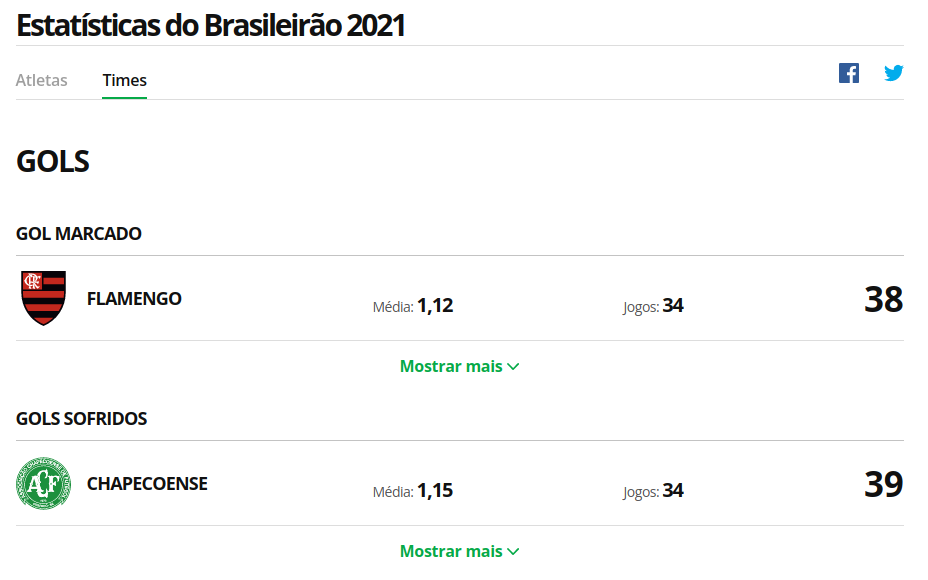 Estatísticas do Brasileirão 2021
Atletas Times
GOLS
GOL MARCADO
FLAMENGO Média: 1,12 Jogos: 34 38
Mostrar mais
GOLS SOFRIDOS
ACF
CHAPECOENSE Média: 1,15 Jogos: 34 39
Mostrar mais